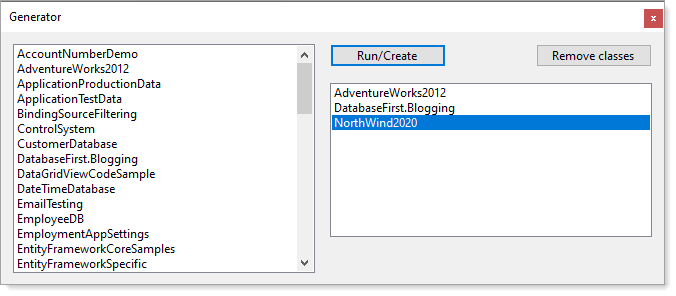 Generator
AccountNumberDemo
AdventureWorks2012
ApplicationProductionData
ApplicationTestData
BindingSourceFiltering
ControlSystem
CustomerDatabase
DatabaseFirst.Blogging
DataGridViewCodeSample
DateTimeDatabase
EmailTesting
EmployeeDB
EmploymentAppSettings
EntityFrameworkCoreSamples
EntityFrameworkSpecific
Run/Create
Remove classes
AdventureWorks2012
DatabaseFirst.Blogging
NorthWind2020